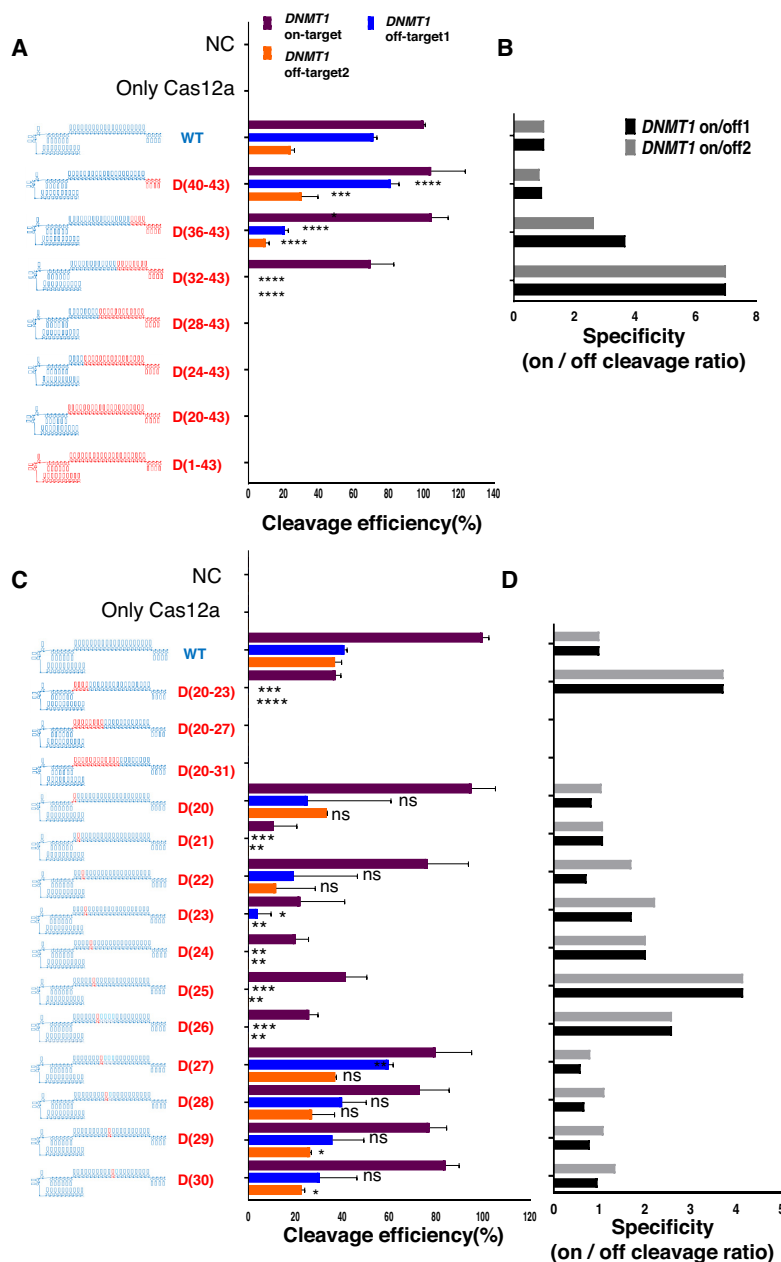 A
NC
Only Cas12a
DNMT1
on-target
DNMT1
off-target1
DNMT1
off-target2
WT
D(40-43)
****
***
D(36-43)
*
****
****
D(32-43)
****
****
D(28-43)
D(24-43)
D(20-43)
D(1-43)
0 20 40 60 80 100 120 140
Cleavage efficiency(%)
B
DNMT1 on/off1
DNMT1 on/off2
0 2 4 6 8
Specificity
(on / off cleavage ratio)
C
NC
Only Cas12a
WT
D(20-23)
***
****
D(20-27)
D(20-31)
D(20)
ns
ns
D(21)
***
**
D(22)
ns
ns
D(23)
*
**
D(24)
**
**
D(25)
***
**
D(26)
***
**
D(27)
**
ns
D(28)
ns
ns
D(29)
ns
*
D(30)
ns
*
0 20 40 60 80 100 120
Cleavage efficiency(%)
D
0 1 2 3 4 5
Specificity
(on / off cleavage ratio)